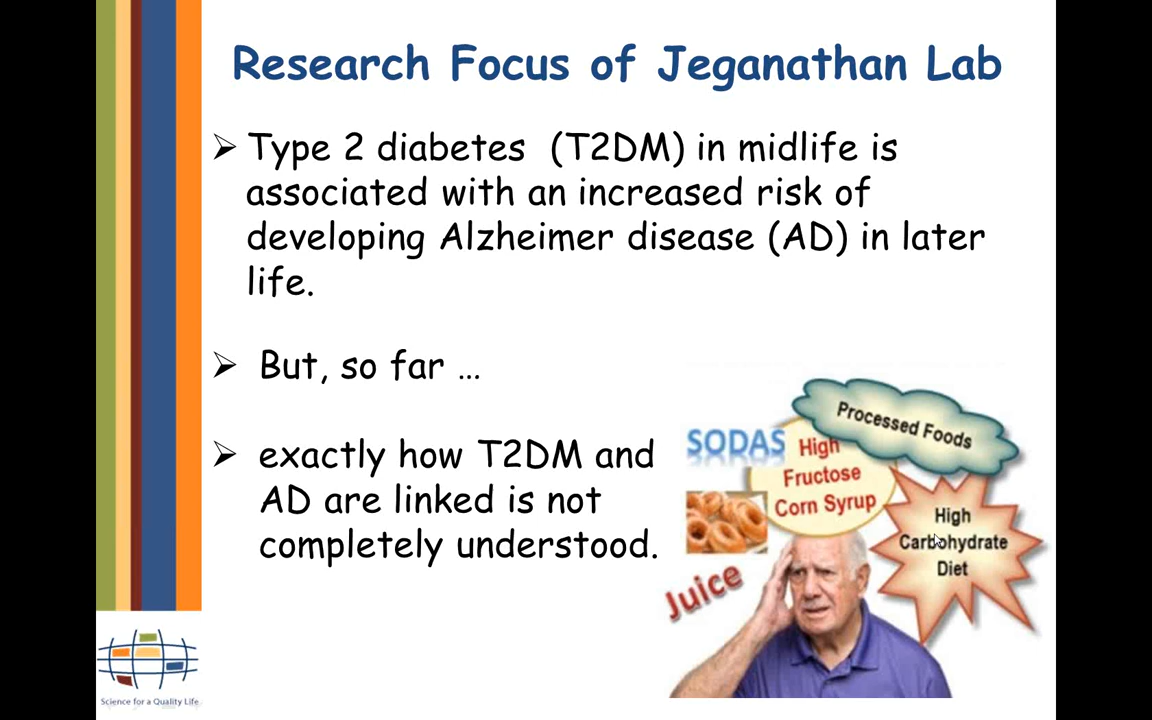 Research Focus of Jeganathan Lab
➢ Type 2 diabetes (T2DM) in midlife is
associated with an increased risk of
developing Alzheimer disease (AD) in later
life.
➢ But, so far …
➢ exactly how T2DM and
AD are linked is not
completely understood.
Processed Foods
SODAS
High
Fructose
Corn Syrup
High
Carbohydrate
Diet
Juice
Science for a Quality Life